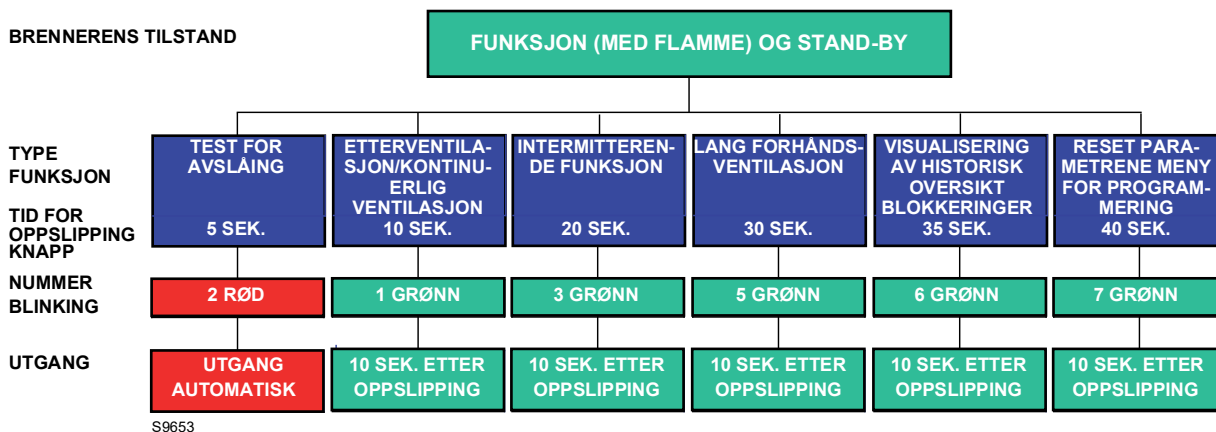 BRENNERENS TILSTAND
FUNKSJON (MED FLAMME) OG STAND-BY
TYPE
FUNKSJON
TEST FOR
AVSLÅING
ETTERVENTILA-
SJON/KONTINU-
ERLIG
VENTILASJON
INTERMITTEREN-
DE FUNKSJON
LANG FORHÅNDS-
VENTILASJON
VISUALISERING
AV HISTORISK
OVERSIKT
BLOKKERINGER
RESET PARA-
METRENE MENY
FOR PROGRAM-
MERING
TID FOR
OPPSLIPPING
KNAPP
5 SEK.
10 SEK.
20 SEK.
30 SEK.
35 SEK.
40 SEK.
NUMMER
BLINKING
2 RØD
1 GRØNN
3 GRØNN
5 GRØNN
6 GRØNN
7 GRØNN
UTGANG
UTGANG
AUTOMATISK
10 SEK. ETTER
OPPSLIPPING
10 SEK. ETTER
OPPSLIPPING
10 SEK. ETTER
OPPSLIPPING
10 SEK. ETTER
OPPSLIPPING
10 SEK. ETTER
OPPSLIPPING
S9653